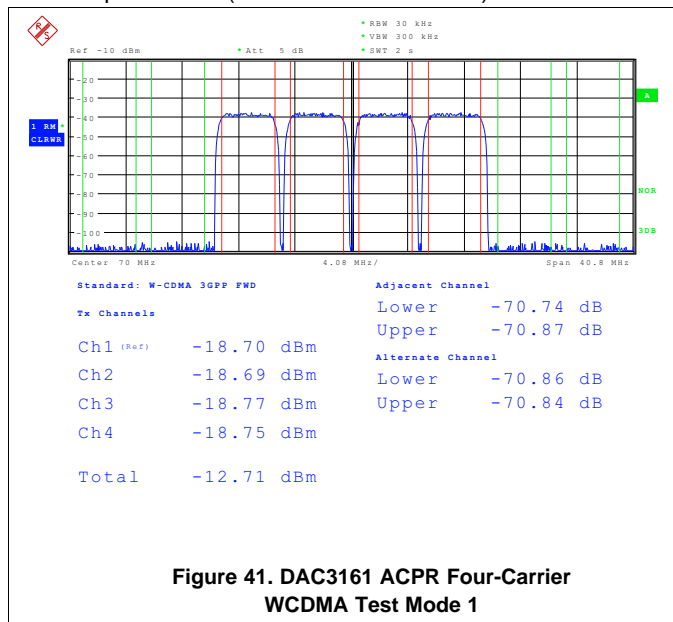 R S
* RBW 30 kHz
* VBW 300 kHz
Ref -10 dBm * Att 5 dB * SWT 2 s
-20
-30
-40
-50
-60
-70
-80
-90
-100
A
1 RM *
CLRWR
NOR
3DB
Center 70 MHz 4.08 MHz/ Span 40.8 MHz
Standard: W-CDMA 3GPP FWD
Tx Channels
Ch1 (Ref) -18.70 dBm
Ch2 -18.69 dBm
Ch3 -18.77 dBm
Ch4 -18.75 dBm
Total -12.71 dBm
Adjacent Channel
Lower -70.74 dB
Upper -70.87 dB
Alternate Channel
Lower -70.86 dB
Upper -70.84 dB
Figure 41. DAC3161 ACPR Four-Carrier
WCDMA Test Mode 1